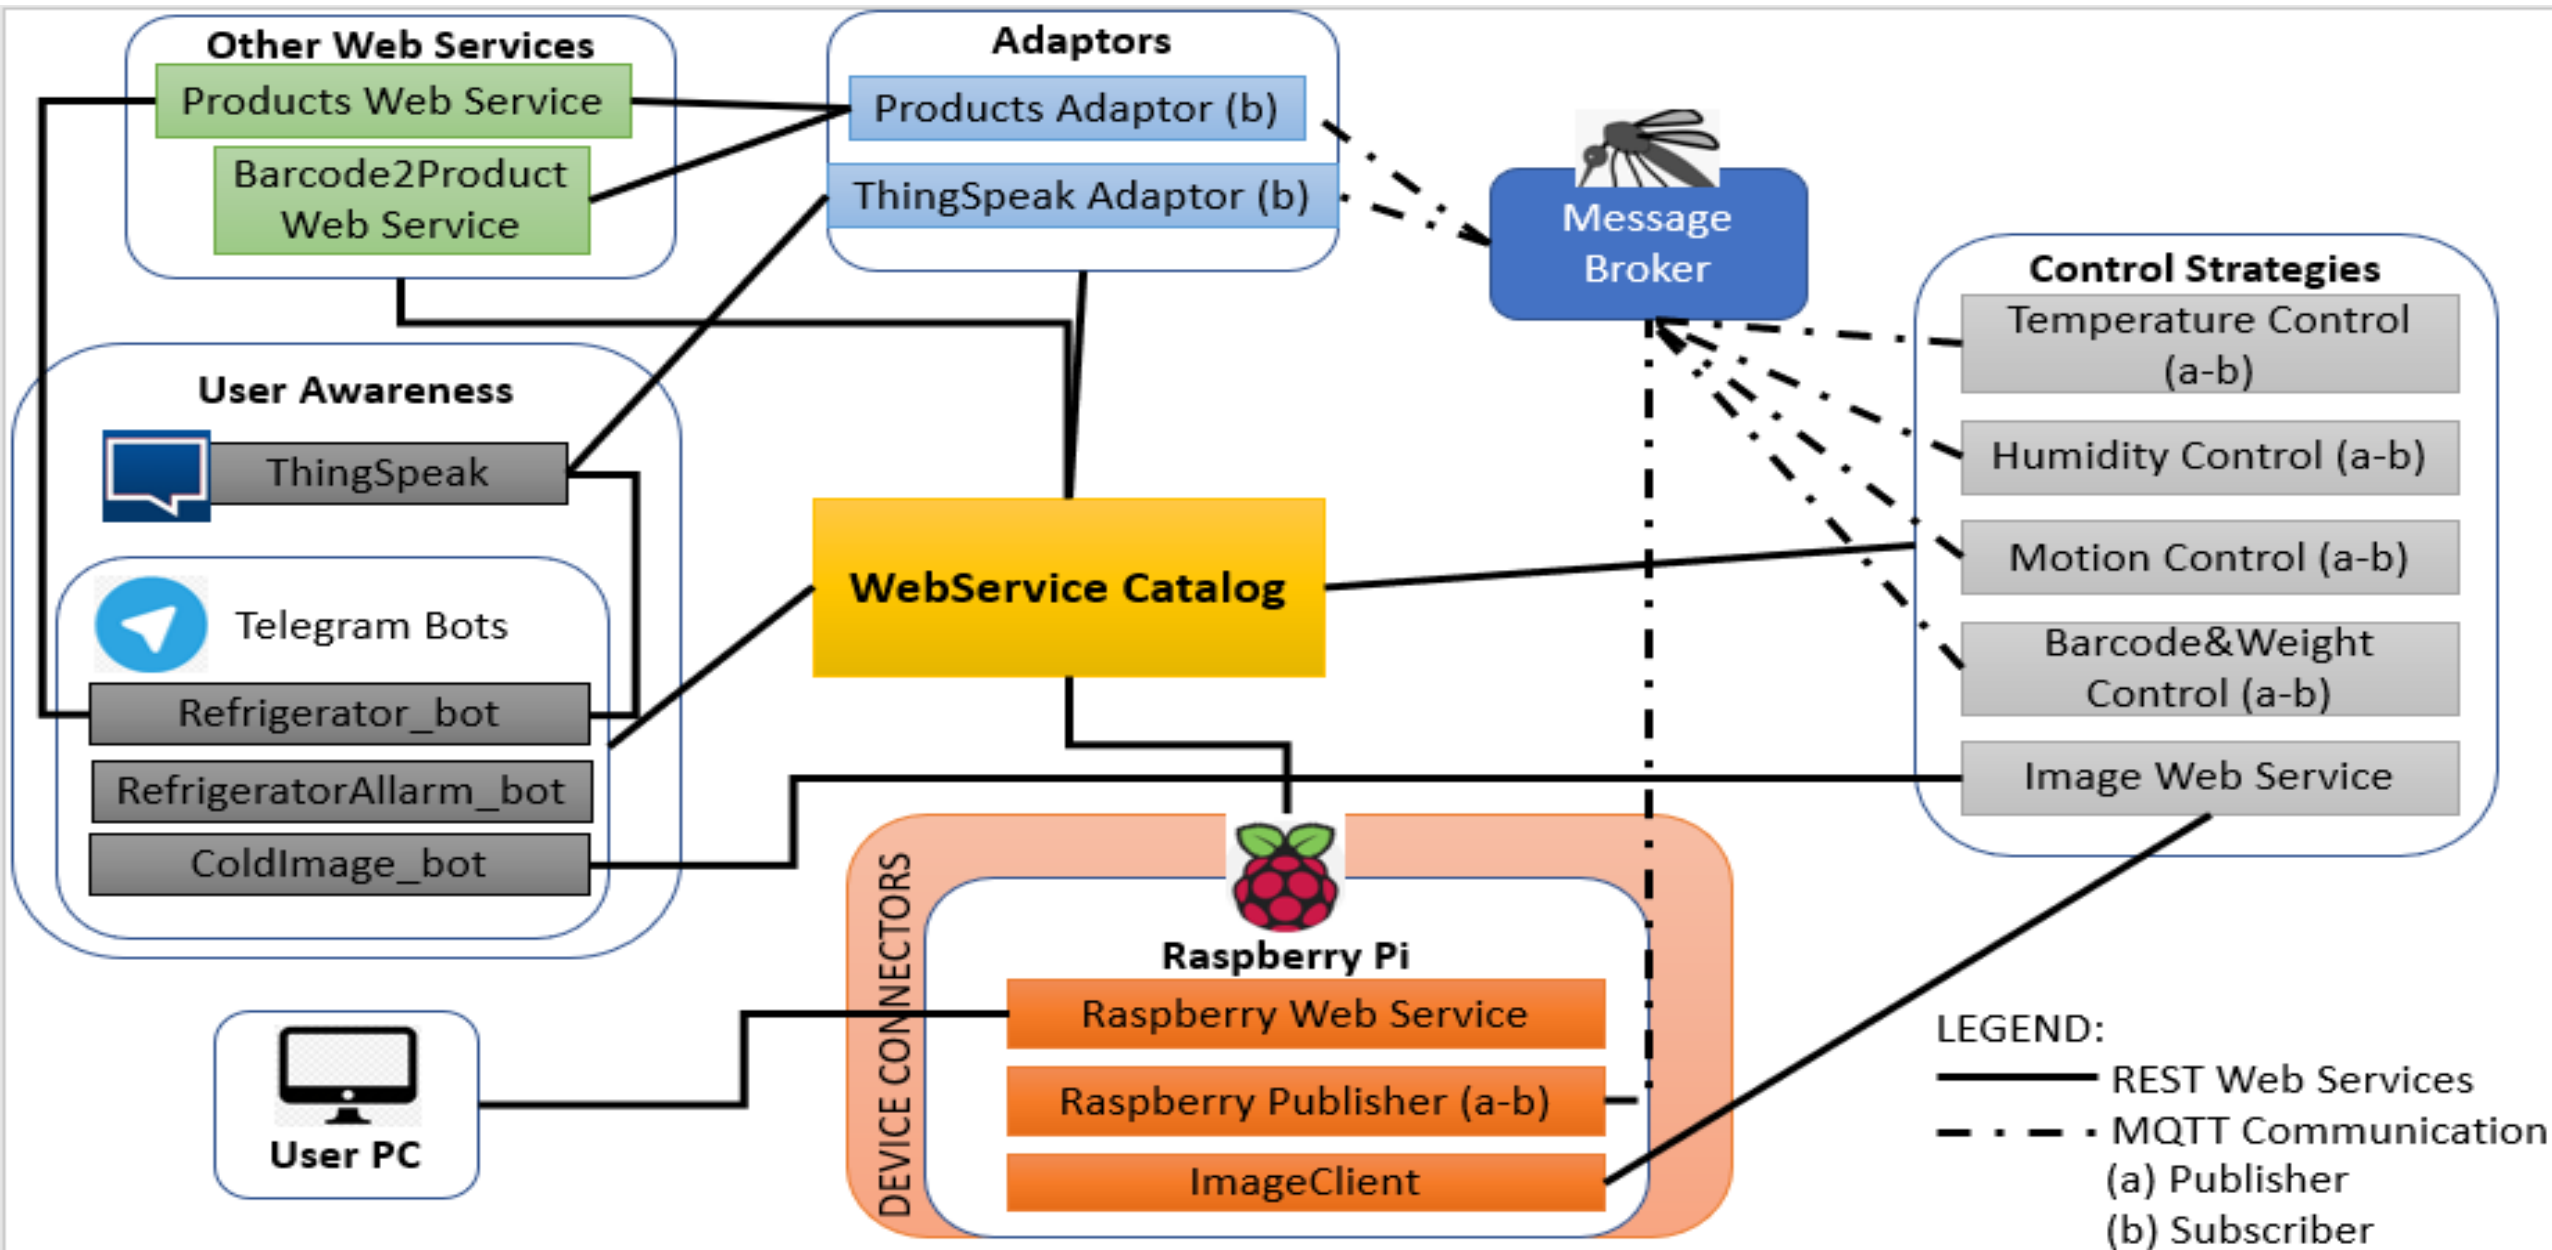 Other Web Services
Products Web Service
Barcode2Product
Web Service
Adaptors
Products Adaptor (b)
ThingSpeak Adaptor (b)
Message
Broker
Control Strategies
Temperature Control
(a-b)
Humidity Control (a-b)
Motion Control (a-b)
Barcode&Weight
Control (a-b)
Image Web Service
User Awareness
ThingSpeak
Telegram Bots
Refrigerator_bot
RefrigeratorAllarm_bot
ColdImage_bot
WebService Catalog
DEVICE CONNECTORS
Raspberry Pi
Raspberry Web Service
Raspberry Publisher (a-b)
ImageClient
User PC
LEGEND:
REST Web Services
MQTT Communication
(a) Publisher
(b) Subscriber